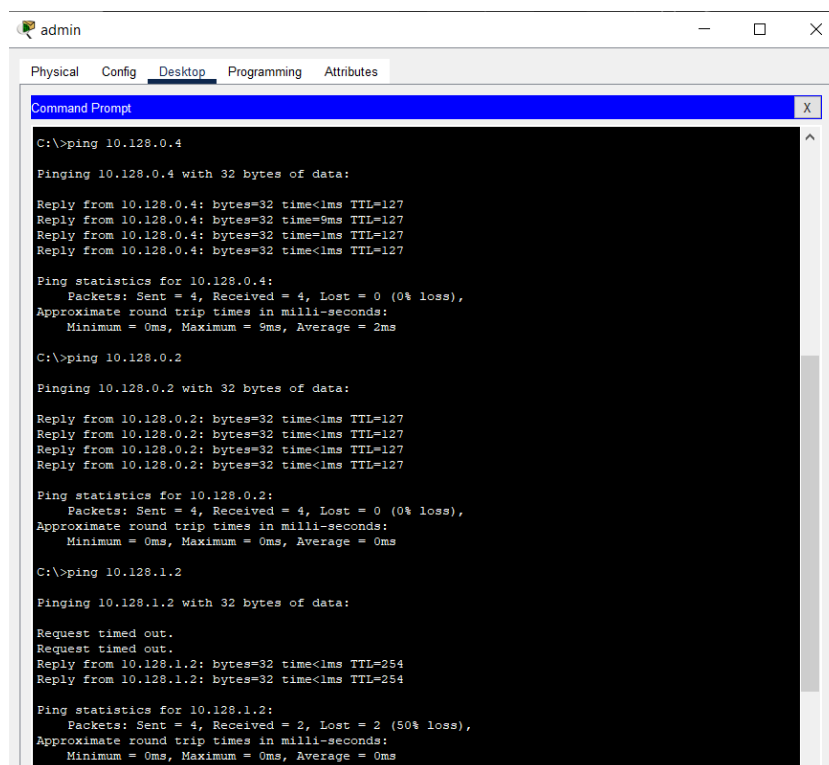 admin
Physical Config Desktop Programming Attributes
Command Prompt
X
C:\>ping 10.128.0.4
Pinging 10.128.0.4 with 32 bytes of data:
Reply from 10.128.0.4: bytes=32 time<1ms TTL=127
Reply from 10.128.0.4: bytes=32 time=9ms TTL=127
Reply from 10.128.0.4: bytes=32 time=1ms TTL=127
Reply from 10.128.0.4: bytes=32 time<1ms TTL=127
Ping statistics for 10.128.0.4:
Packets: Sent = 4, Received = 4, Lost = 0 (0% loss),
Approximate round trip times in milli-seconds:
Minimum = 0ms, Maximum = 9ms, Average = 2ms
C:\>ping 10.128.0.2
Pinging 10.128.0.2 with 32 bytes of data:
Reply from 10.128.0.2: bytes=32 time<1ms TTL=127
Reply from 10.128.0.2: bytes=32 time<1ms TTL=127
Reply from 10.128.0.2: bytes=32 time<1ms TTL=127
Reply from 10.128.0.2: bytes=32 time<1ms TTL=127
Ping statistics for 10.128.0.2:
Packets: Sent = 4, Received = 4, Lost = 0 (0% loss),
Approximate round trip times in milli-seconds:
Minimum = 0ms, Maximum = 0ms, Average = 0ms
C:\>ping 10.128.1.2
Pinging 10.128.1.2 with 32 bytes of data:
Request timed out.
Request timed out.
Reply from 10.128.1.2: bytes=32 time<1ms TTL=254
Reply from 10.128.1.2: bytes=32 time<1ms TTL=254
Ping statistics for 10.128.1.2:
Packets: Sent = 4, Received = 2, Lost = 2 (50% loss),
Approximate round trip times in milli-seconds:
Minimum = 0ms, Maximum = 0ms, Average = 0ms